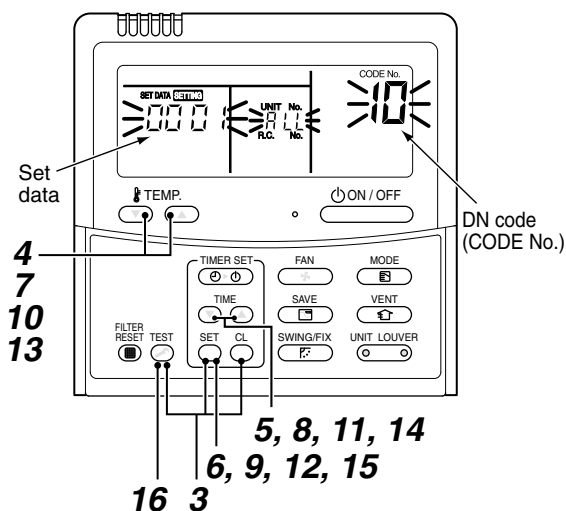 CODE No.
SET DATA SETTING
0001
UNIT No.
ALL
R.C. No.
10
Set
data
TEMP.
ON / OFF
DN code
(CODE No.)
4
7
10
13
TIMER SET
FAN
MODE
TIME
SAVE
VENT
FILTER
RESET
TEST
SET
CL
SWING/FIX
UNIT LOUVER
5, 8, 11, 14
6, 9, 12, 15
16
3